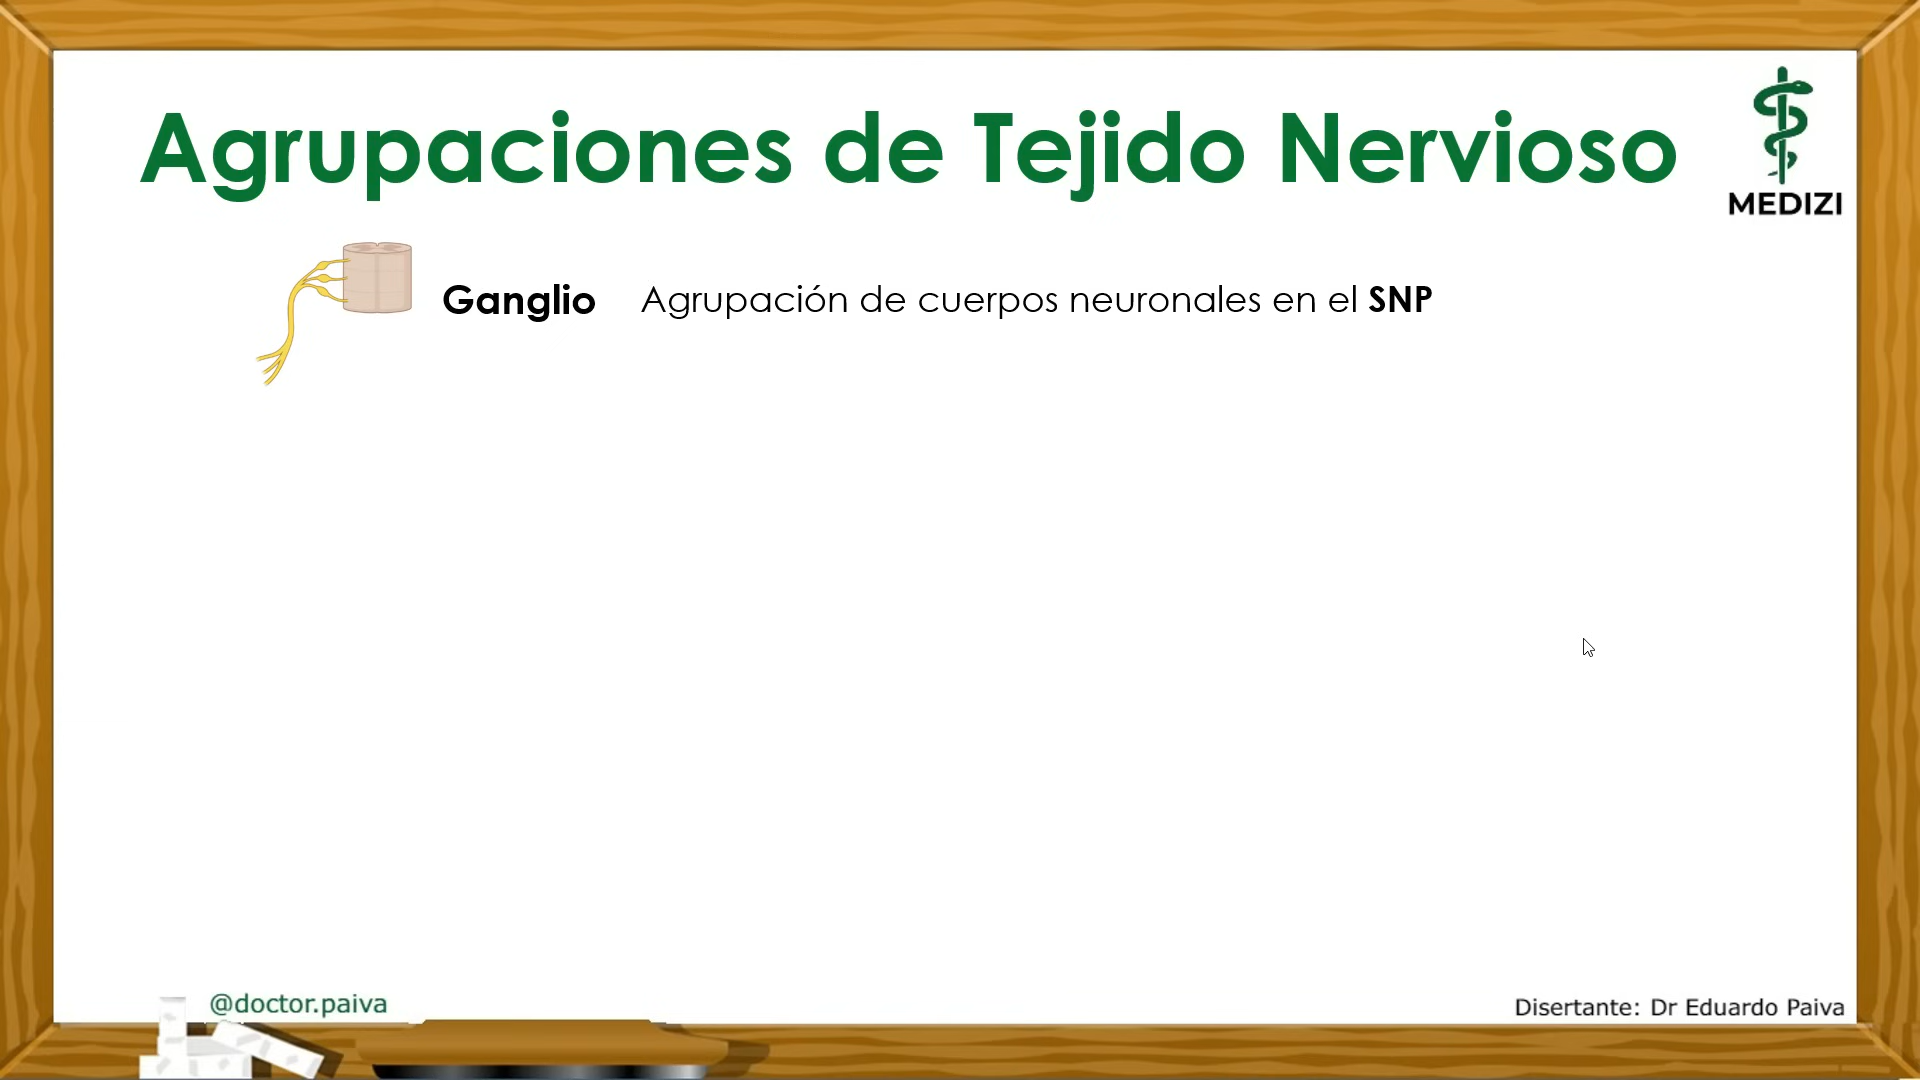 Agrupaciones de Tejido Nervioso
MEDIZI
Ganglio Agrupación de cuerpos neuronales en el SNP
@doctor.paiva
Disertante: Dr Eduardo Paiva